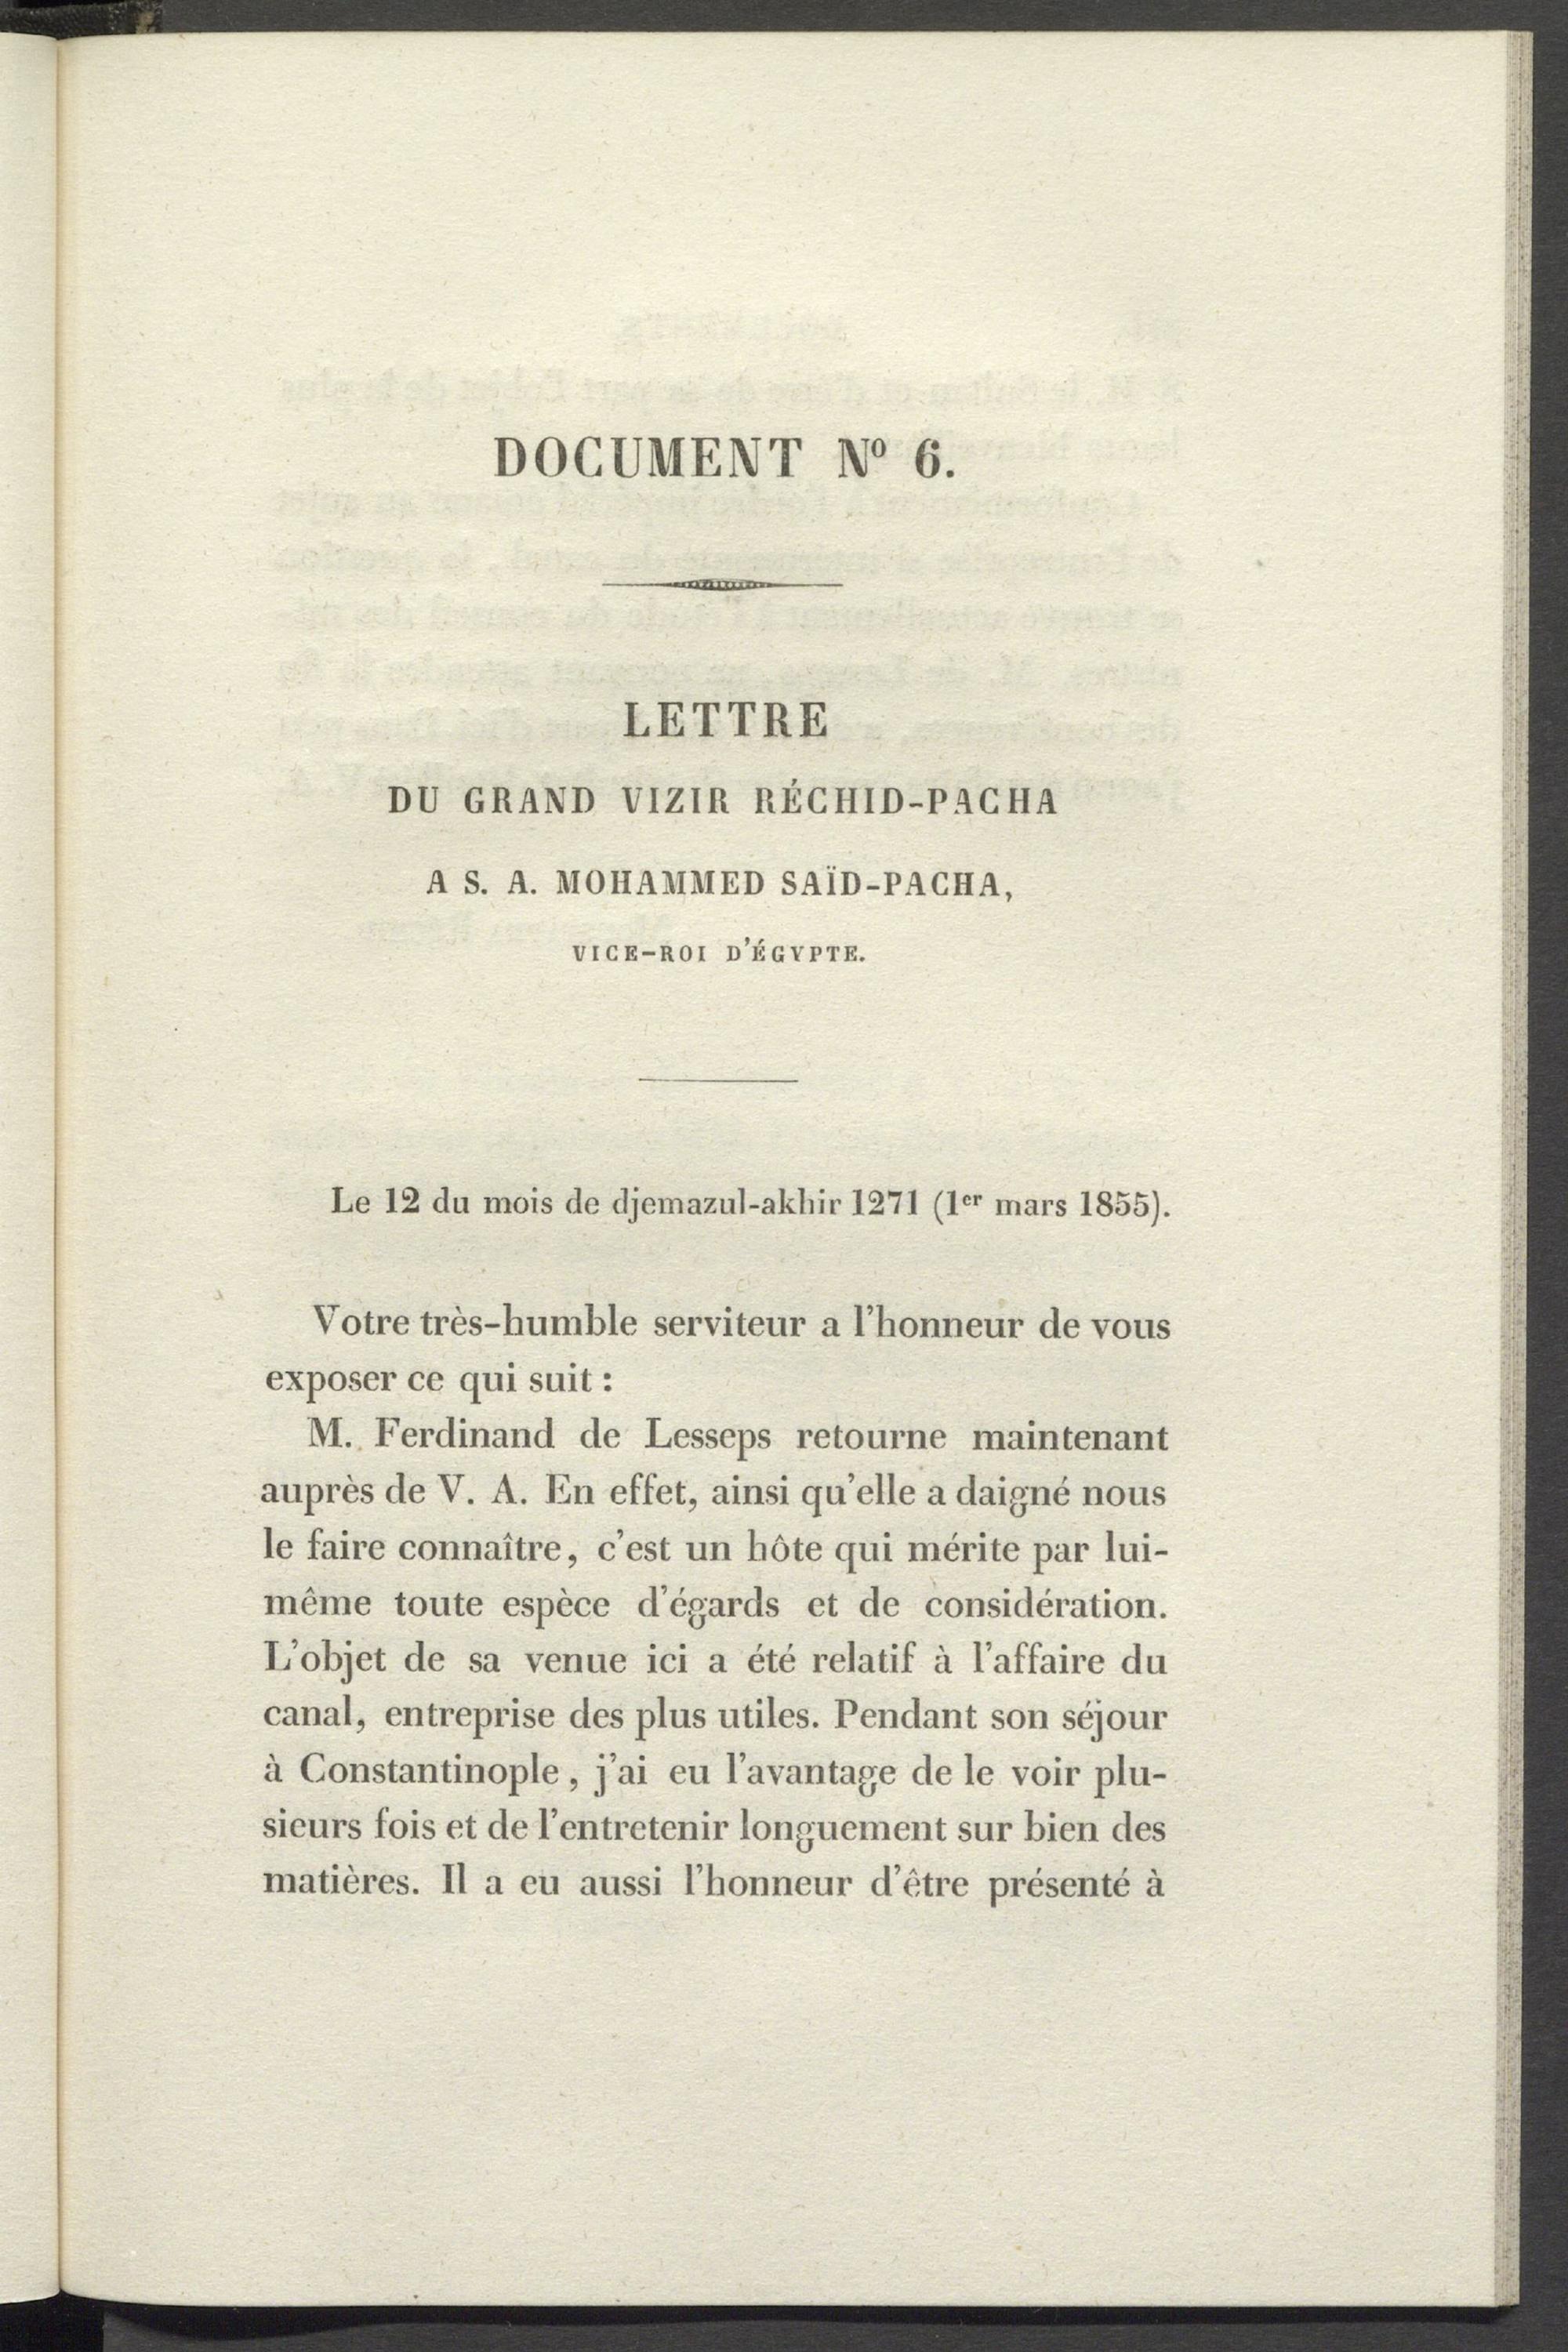 DOCUMENT Nº 6.
LETTRE
DU GRAND VIZIR RÉCHID-PACHA
A S. A. MOHAMMED SAÏD-PACHA,
VICE-ROI D'ÉGYPTE.
Le 12 du mois de djemazul-akhir 1271 (1er mars 1855).
Votre très-humble serviteur a l'honneur de vous
exposer ce qui suit :
M. Ferdinand de Lesseps retourne maintenant
auprès de V. A. En effet, ainsi qu'elle a daigné nous
le faire connaître, c'est un hôte qui mérite par lui-
même toute espèce d'égards et de considération.
L'objet de sa venue ici a été relatif à l'affaire du
canal, entreprise des plus utiles. Pendant son séjour
à Constantinople, j'ai eu l'avantage de le voir plu-
sieurs fois et de l'entretenir longuement sur bien des
matières. Il a eu aussi l'honneur d'être présenté à